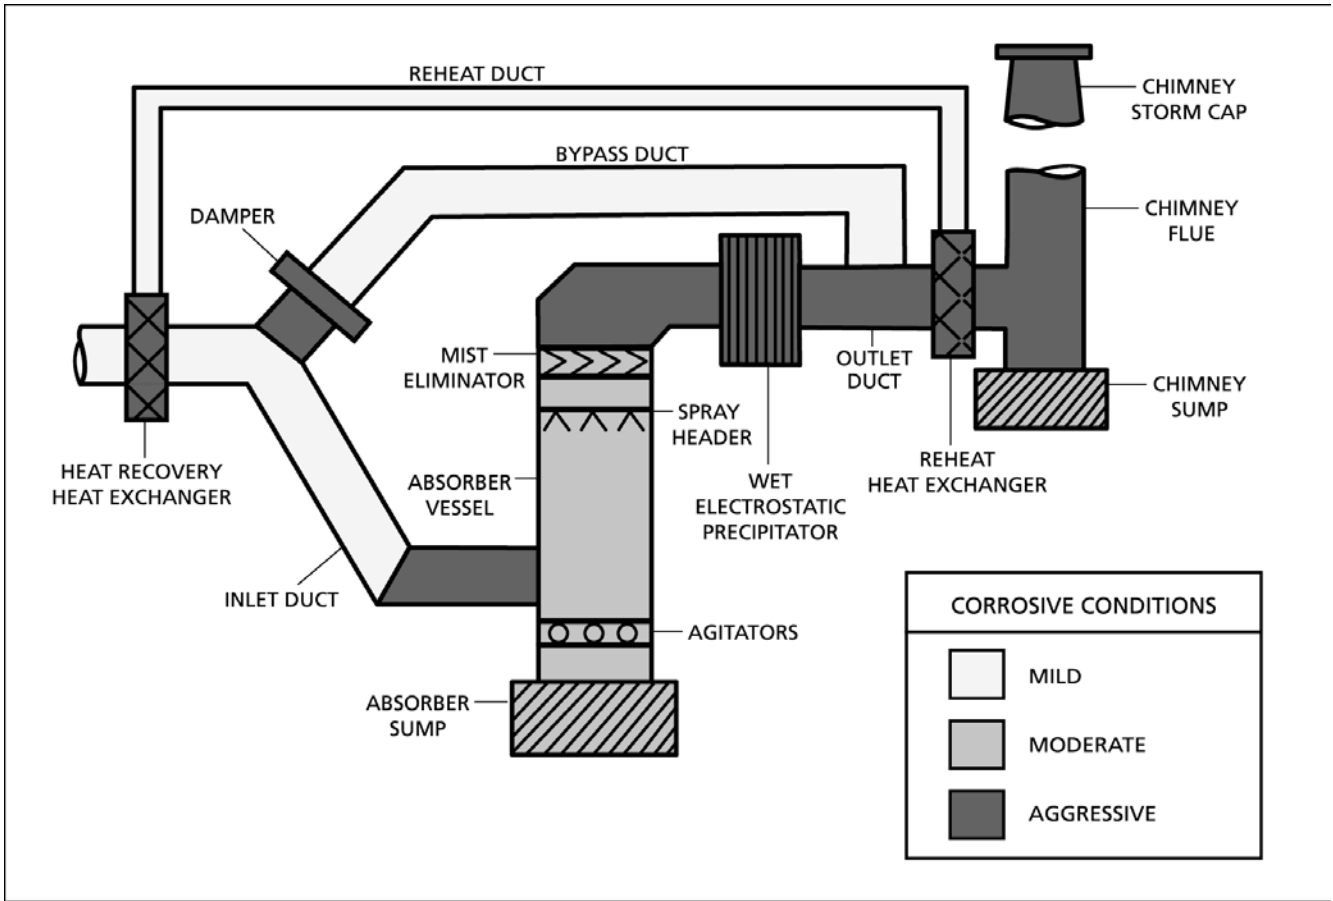 REHEAT DUCT
CHIMNEY
STORM CAP
BYPASS DUCT
DAMPER
CHIMNEY
FLUE
MIST
ELIMINATOR
OUTLET
DUCT
CHIMNEY
SUMP
SPRAY
HEADER
HEAT RECOVERY
HEAT EXCHANGER
ABSORBER
VESSEL
WET
ELECTROSTATIC
PRECIPITATOR
REHEAT
HEAT EXCHANGER
INLET DUCT
AGITATORS
ABSORBER
SUMP
CORROSIVE CONDITIONS
MILD
MODERATE
AGGRESSIVE